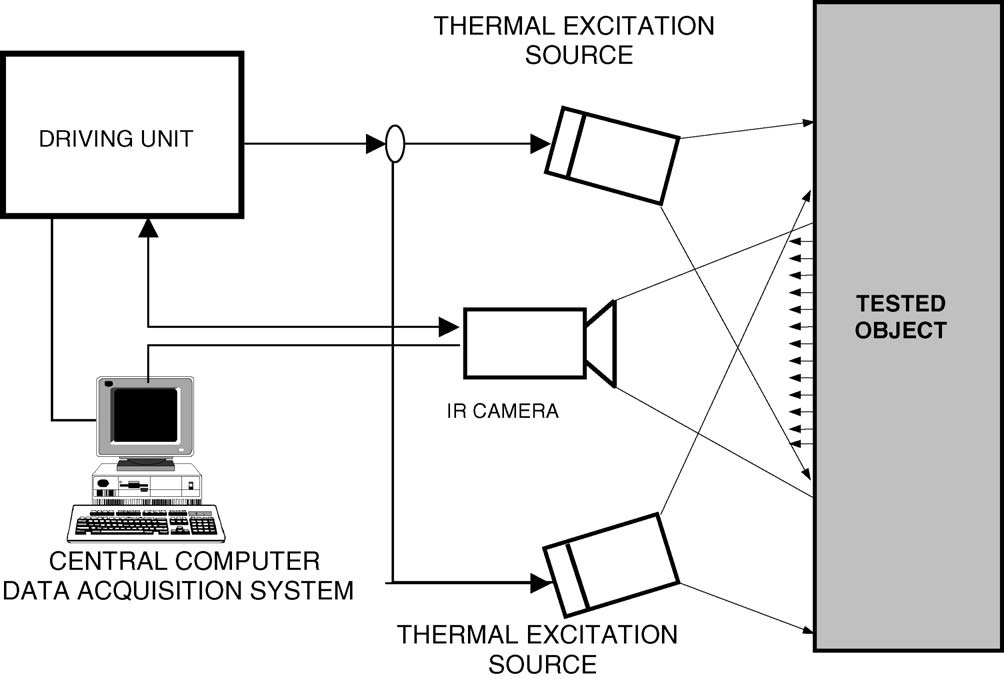 THERMAL EXCITATION
SOURCE
DRIVING UNIT
TESTED
OBJECT
IR CAMERA
CENTRAL COMPUTER
DATA ACQUISITION SYSTEM
THERMAL EXCITATION
SOURCE